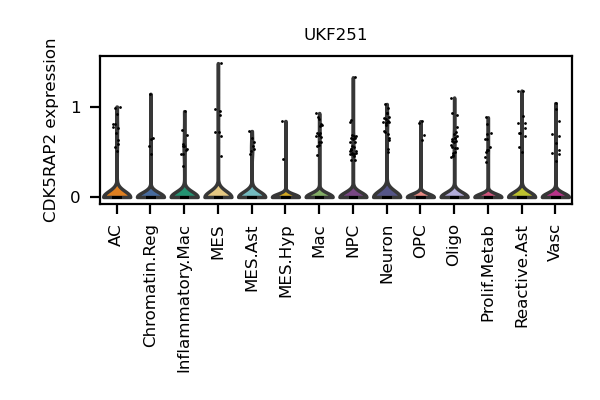 UKF251
CDK5RAP2 expression
1
0
AC
Chromatin.Reg
Inflammatory.Mac
MES
MES.Ast
MES.Hyp
Mac
NPC
Neuron
OPC
Oligo
Prolif.Metab
Reactive.Ast
Vasc